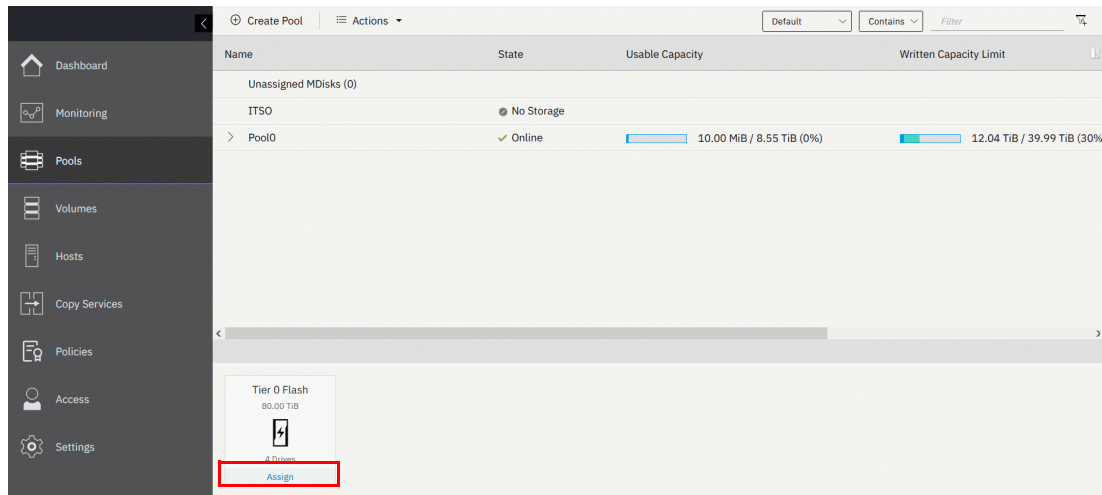 Create Pool
Actions
Default
Contains
Filter
Dashboard
Monitoring
Pools
Volumes
Hosts
Copy Services
Policies
Access
Settings
Name State Usable Capacity Written Capacity Limit
Unassigned MDisks (0)
ITSO No Storage
Pool0 Online 10.00 MiB / 8.55 TiB (0%) 12.04 TiB / 39.99 TiB (30%
Tier 0 Flash
80.00 TiB
4 Drives
Assign